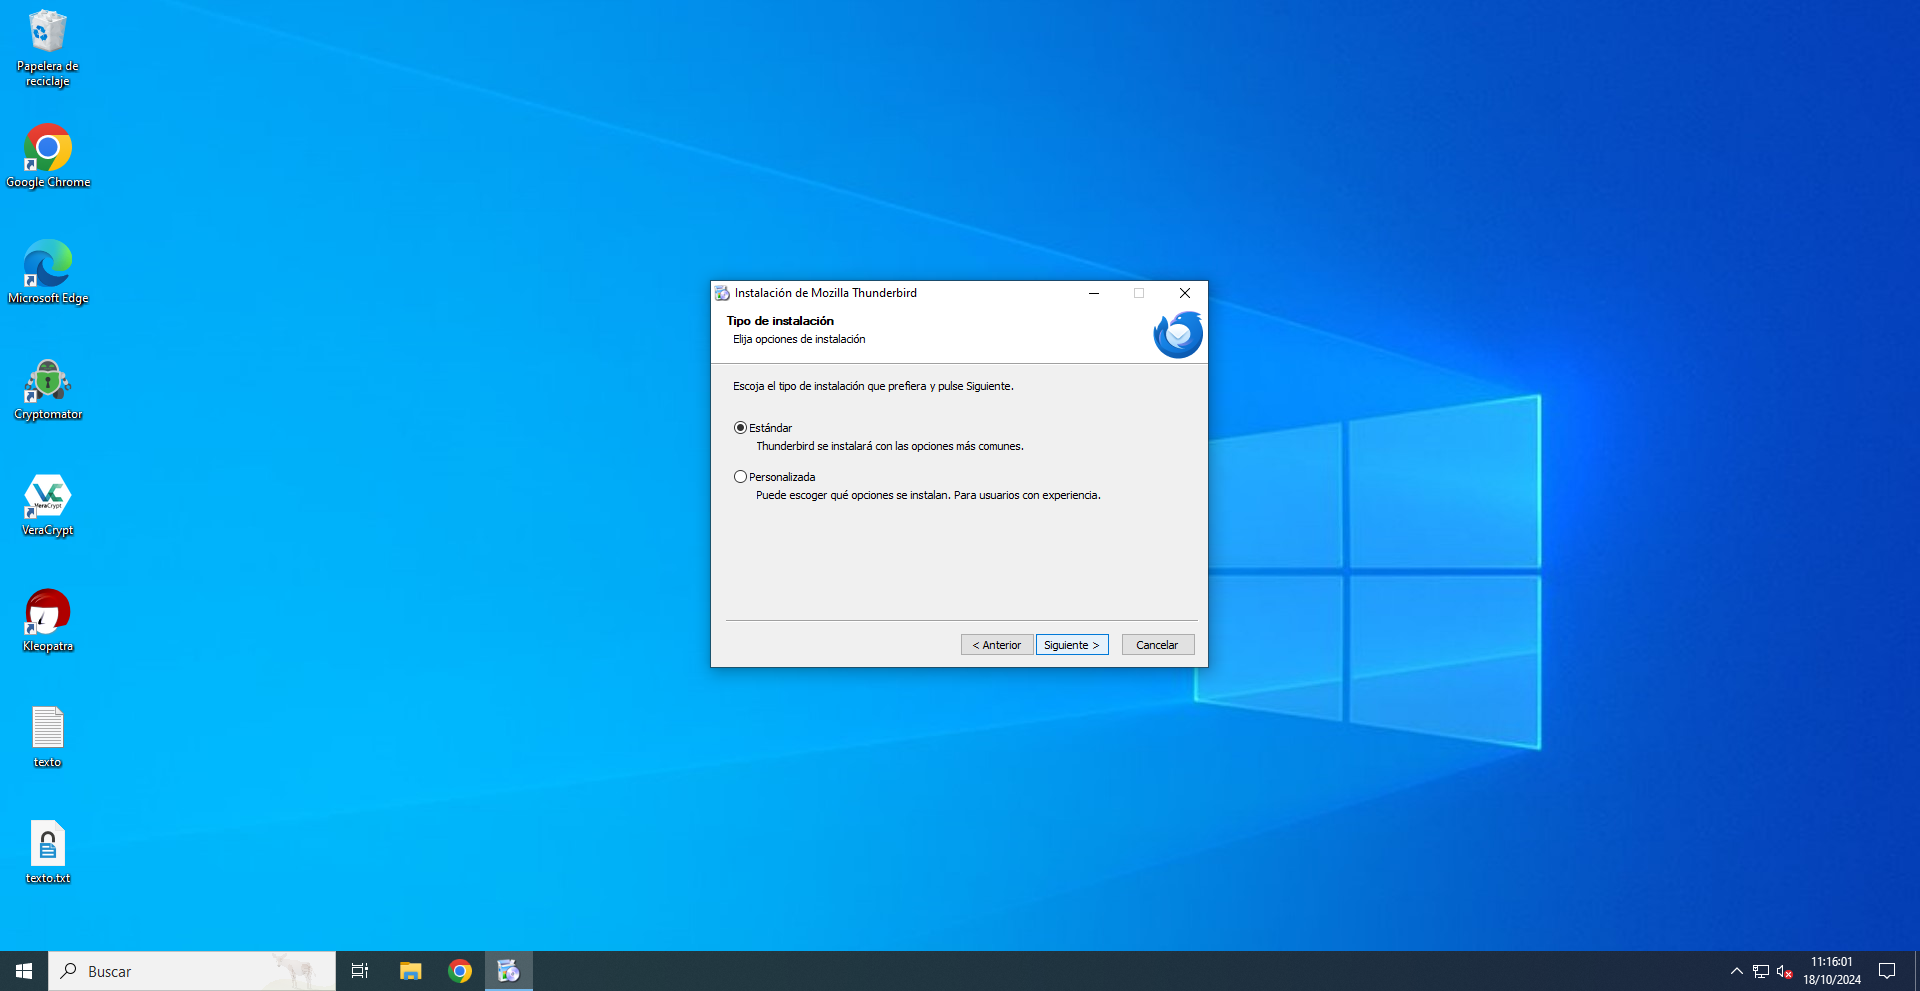 Papelera de
reciclaje
Google Chrome
Microsoft Edge
Cryptomator
VeraCrypt
VeraCrypt
Kleopatra
texto
texto.txt
Instalación de Mozilla Thunderbird
Tipo de instalación
Elija opciones de instalación
Escoja el tipo de instalación que prefiera y pulse Siguiente.
Estándar
Thunderbird se instalará con las opciones más comunes.
Personalizada
Puede escoger qué opciones se instalan. Para usuarios con experiencia.
< Anterior
Siguiente >
Cancelar
Buscar
11:16:01
18/10/2024